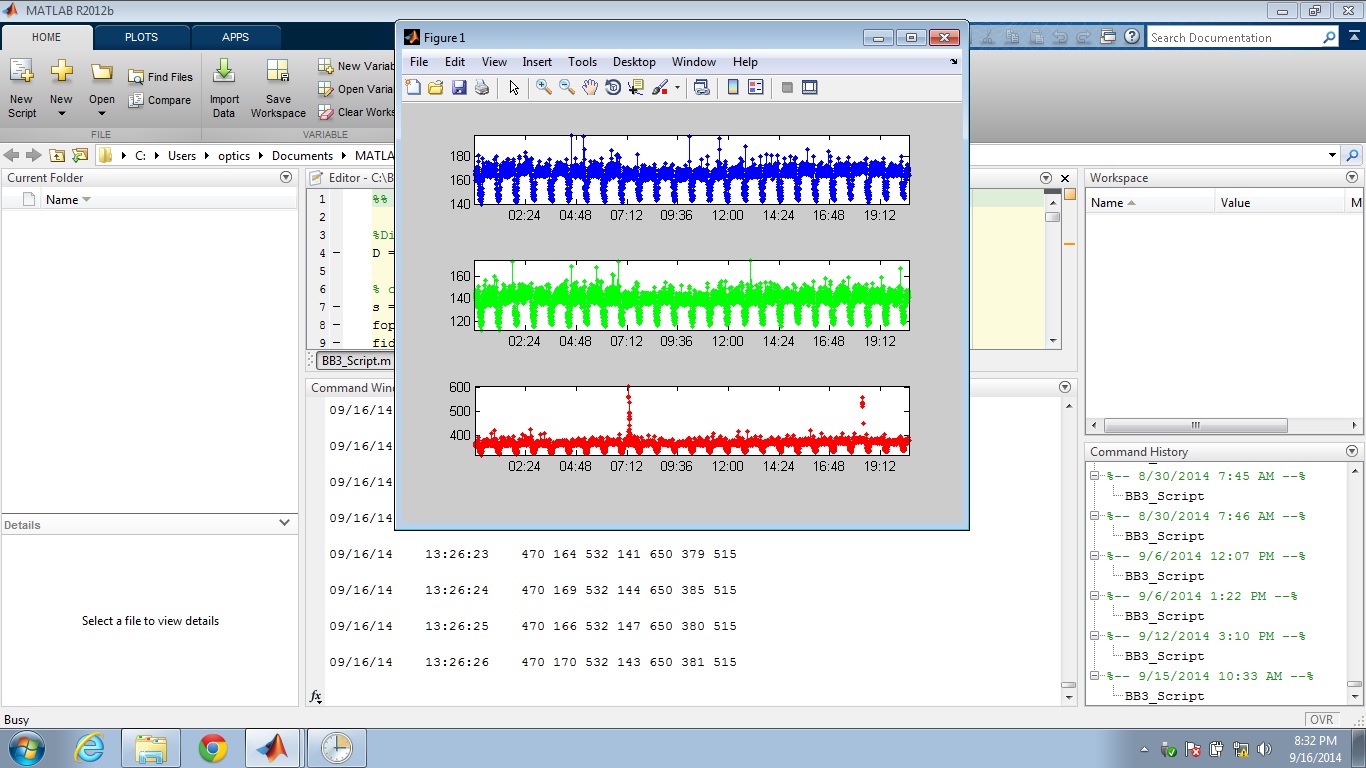 MATLAB R2012b
HOME PLOTS APPS
Search Documentation
New Script
New
Open
Find Files
Compare
Import Data
Save Workspace
New Variab
Open Varia
Clear Works
FILE VARIABLE
C: Users optics Documents MATLA
Current Folder
Name
Details
Select a file to view details
Editor - C:\B
1 %%
2
3 %Di
4 D =
5
6 % c
7 s =
8 fop
9 fid
BB3_Script.m
Figure 1
File Edit View Insert Tools Desktop Window Help
180
160
140
02:24 04:48 07:12 09:36 12:00 14:24 16:48 19:12
160
140
120
02:24 04:48 07:12 09:36 12:00 14:24 16:48 19:12
600
500
400
02:24 04:48 07:12 09:36 12:00 14:24 16:48 19:12
Command Win
09/16/14
09/16/14
09/16/14
09/16/14
09/16/14 13:26:23 470 164 532 141 650 379 515
09/16/14 13:26:24 470 169 532 144 650 385 515
09/16/14 13:26:25 470 166 532 147 650 380 515
09/16/14 13:26:26 470 170 532 143 650 381 515
fx
Workspace
Name Value M
Command History
%-- 8/30/2014 7:45 AM --%
BB3_Script
%-- 8/30/2014 7:46 AM --%
BB3_Script
%-- 9/6/2014 12:07 PM --%
BB3_Script
%-- 9/6/2014 1:22 PM --%
BB3_Script
%-- 9/12/2014 3:10 PM --%
BB3_Script
%-- 9/15/2014 10:33 AM --%
BB3_Script
Busy
OVR
8:32 PM
9/16/2014